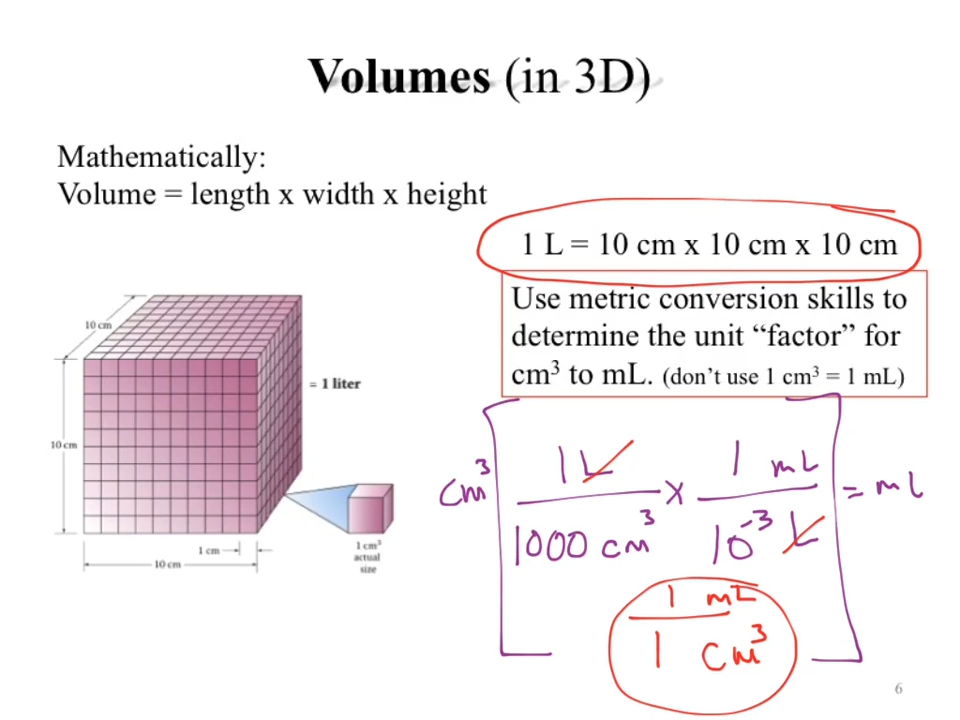 Volumes (in 3D)
Mathematically:
Volume = length x width x height
1 L = 10 cm x 10 cm x 10 cm
Use metric conversion skills to
determine the unit “factor” for
cm³ to mL. (don’t use 1 cm³ = 1 mL)
10 cm
= 1 liter
10 cm
1 cm
10 cm
1 cm³
actual
size
cm³ [ 1 L / 1000 cm³ x 1 mL / 10⁻³ L ] = mL
1 mL
1 cm³
6